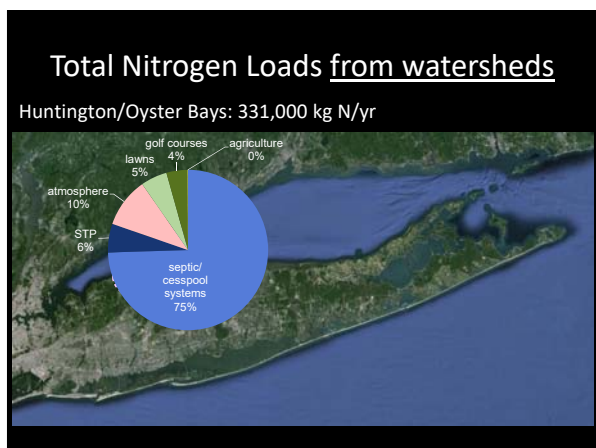 Total Nitrogen Loads from watersheds
Huntington/Oyster Bays: 331,000 kg N/yr
golf courses
4%
agriculture
0%
lawns
5%
atmosphere
10%
STP
6%
septic/
cesspool
systems
75%